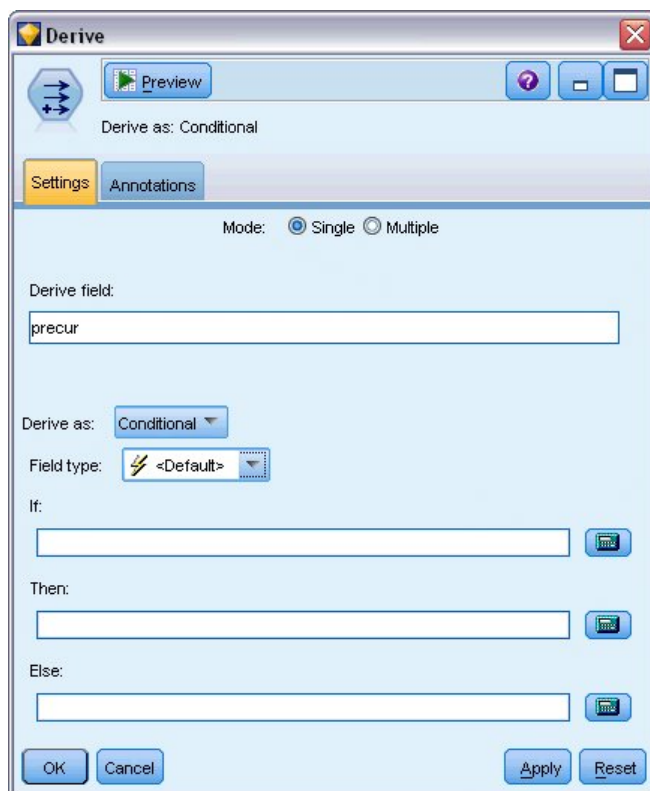 Derive
Preview
Derive as: Conditional
Settings Annotations
Mode: Single Multiple
Derive field:
precur
Derive as: Conditional
Field type: <Default>
If:
Then:
Else:
OK Cancel Apply Reset